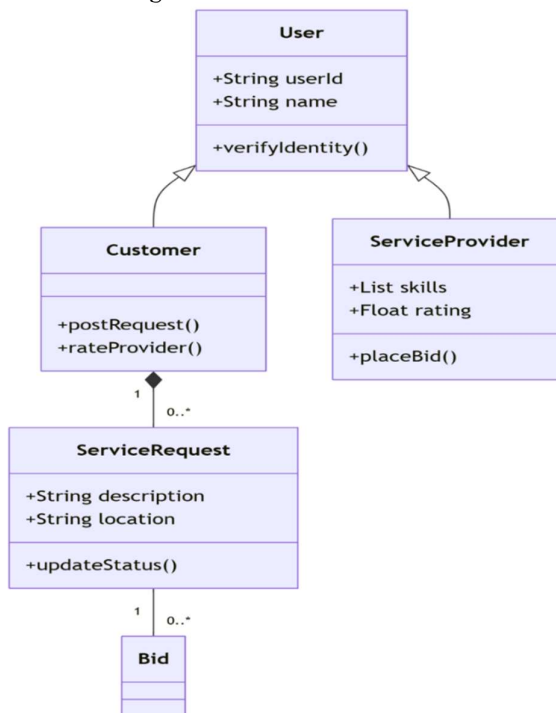 User
+String userId
+String name
+verifyIdentity()
Customer
+postRequest()
+rateProvider()
ServiceProvider
+List skills
+Float rating
+placeBid()
1
0..*
ServiceRequest
+String description
+String location
+updateStatus()
1
0..*
Bid